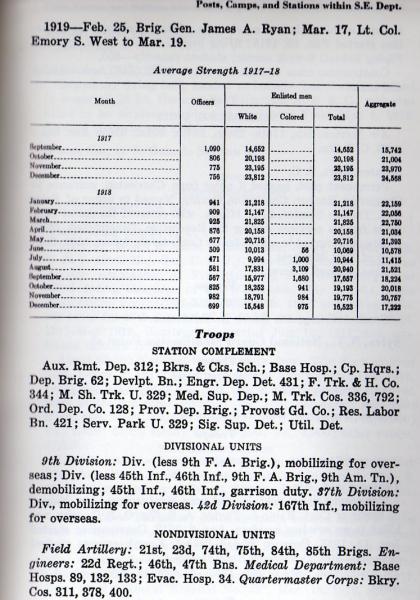 Posts, Camps, and Stations within S.E. Dept.
1919—Feb. 25, Brig. Gen. James A. Ryan; Mar. 17, Lt. Col.
Emory S. West to Mar. 19.
Average Strength 1917–18
Month Officers Enlisted men Aggregate
White Colored Total
1917
September 1,090 14,652 14,652 15,742
October 806 20,198 20,198 21,004
November 775 23,195 23,195 23,970
December 756 23,812 23,812 24,568
1918
January 941 21,218 21,218 22,159
February 909 21,147 21,147 22,056
March 925 21,825 21,825 22,750
April 876 20,158 20,158 21,034
May 677 20,716 20,716 21,393
June 509 10,013 56 10,069 10,578
July 471 9,994 1,000 10,944 11,415
August 581 17,831 3,109 20,940 21,521
September 567 15,977 1,680 17,657 18,224
October 825 18,252 941 19,193 20,018
November 982 18,791 984 19,775 20,757
December 699 15,548 975 16,523 17,222
Troops
STATION COMPLEMENT
Aux. Rmt. Dep. 312; Bkrs. & Cks. Sch.; Base Hosp.; Cp. Hqrs.;
Dep. Brig. 62; Devlpt. Bn.; Engr. Dep. Det. 431; F. Trk. & H. Co.
344; M. Sh. Trk. U. 329; Med. Sup. Dep.; M. Trk. Cos. 336, 792;
Ord. Dep. Co. 128; Prov. Dep. Brig.; Provost Gd. Co.; Res. Labor
Bn. 421; Serv. Park U. 329; Sig. Sup. Det.; Util. Det.
DIVISIONAL UNITS
9th Division: Div. (less 9th F. A. Brig.), mobilizing for over-
seas; Div. (less 45th Inf., 46th Inf., 9th F. A. Brig., 9th Am. Tn.),
demobilizing; 45th Inf., 46th Inf., garrison duty. 37th Division:
Div., mobilizing for overseas. 42d Division: 167th Inf., mobilizing
for overseas.
NONDIVISIONAL UNITS
Field Artillery: 21st, 23d, 74th, 75th, 84th, 85th Brigs. En-
gineers: 22d Regt.; 46th, 47th Bns. Medical Department: Base
Hosps. 89, 132, 133; Evac. Hosp. 34. Quartermaster Corps: Bkry.
Cos. 311, 378, 400.